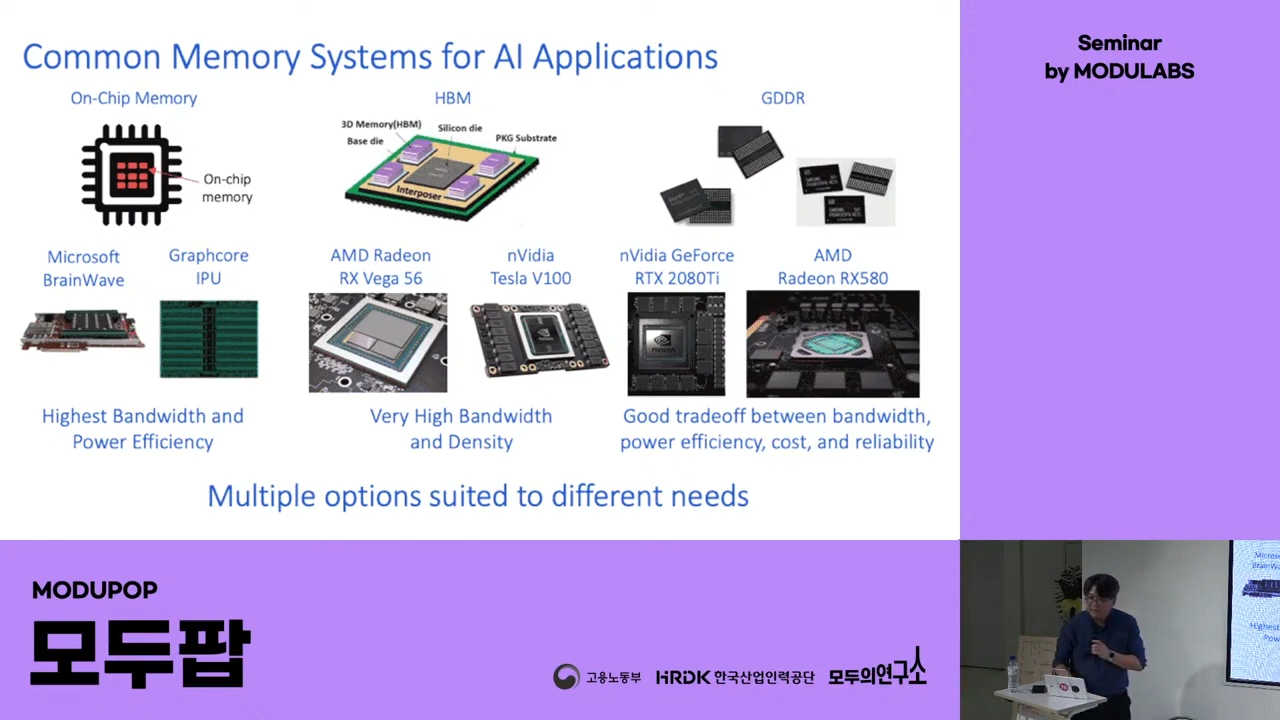 Common Memory Systems for AI Applications
On-Chip Memory
On-chip
memory
Microsoft
BrainWave
Graphcore
IPU
Highest Bandwidth and
Power Efficiency
HBM
3D Memory(HBM)
Silicon die
PKG Substrate
Base die
Interposer
AMD Radeon
RX Vega 56
nVidia
Tesla V100
Very High Bandwidth
and Density
GDDR
nVidia GeForce
RTX 2080Ti
AMD
Radeon RX580
Good tradeoff between bandwidth,
power efficiency, cost, and reliability
Multiple options suited to different needs
Seminar
by MODULABS
MODUPOP
모두팝
고용노동부
HRDK 한국산업인력공단
모두의연구소